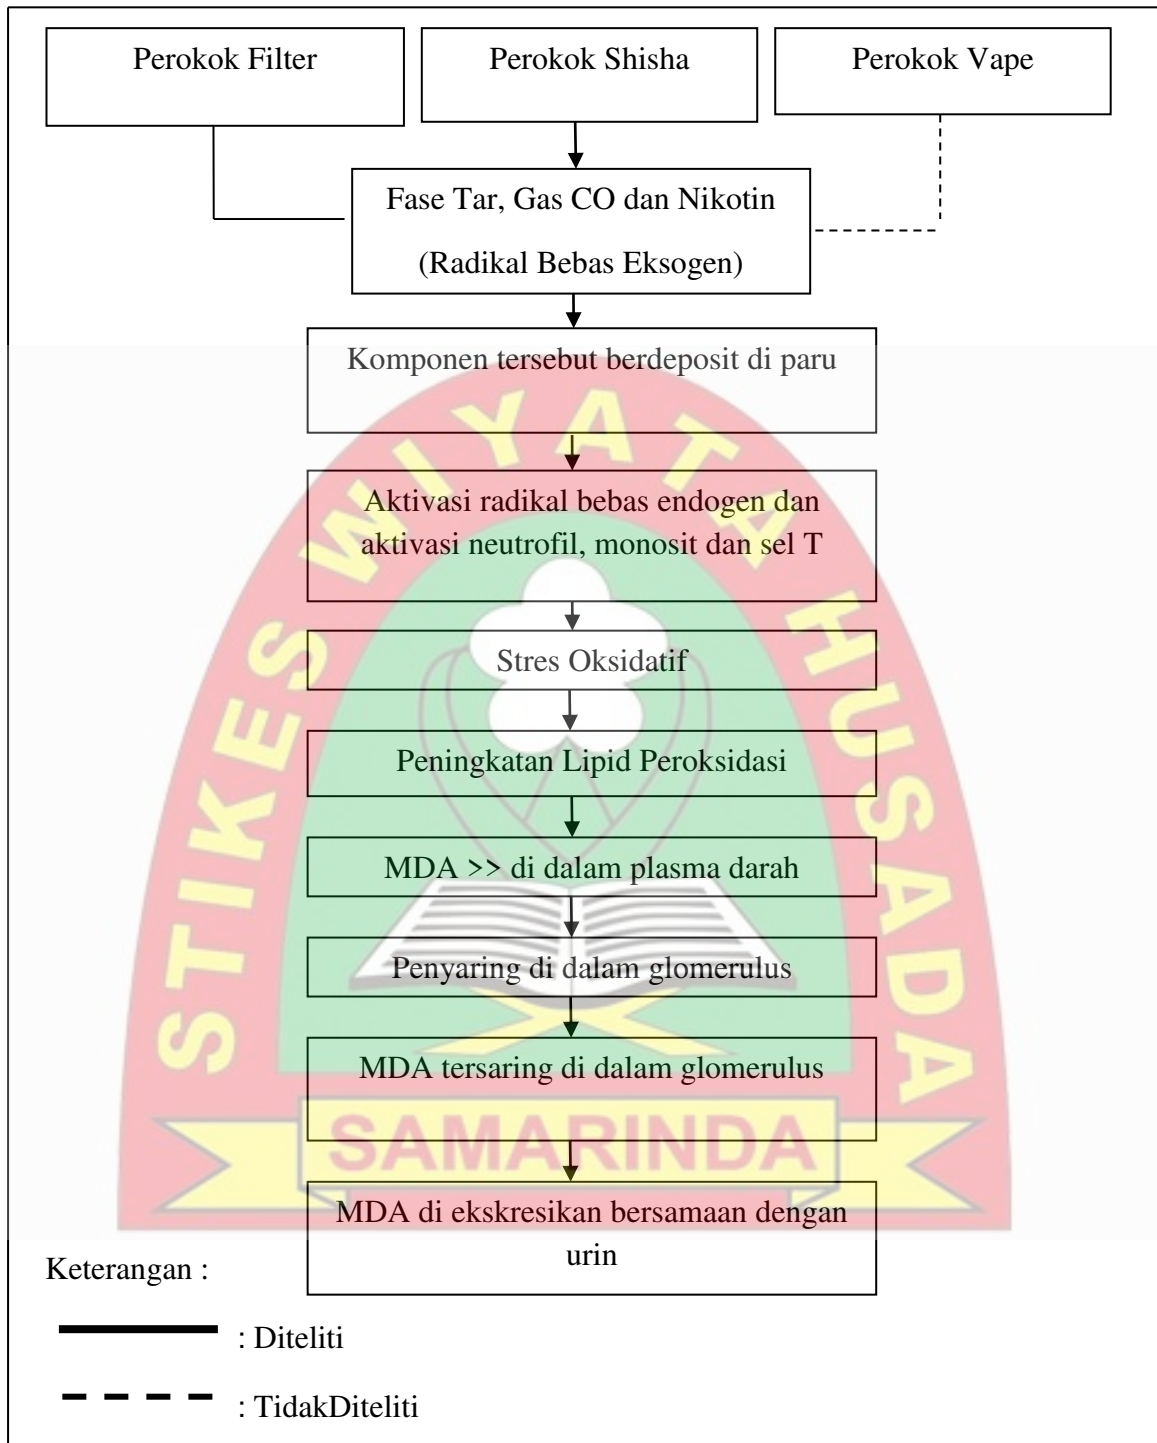 Perokok Filter
Perokok Shisha
Perokok Vape
Fase Tar, Gas CO dan Nikotin
(Radikal Bebas Eksogen)
Komponen tersebut berdeposit di paru
Aktivasi radikal bebas endogen dan
aktivasi neutrofil, monosit dan sel T
Stres Oksidatif
Peningkatan Lipid Peroksidasi
MDA >> di dalam plasma darah
Penyaring di dalam glomerulus
MDA tersaring di dalam glomerulus
MDA di ekskresikan bersamaan dengan
urin
STIKES WIYATA HUSADA
SAMARINDA
Keterangan :
: Diteliti
: TidakDiteliti